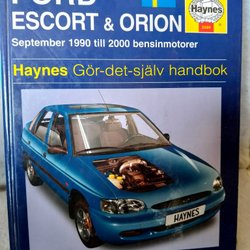 FORD
ESCORT & ORION
Haynes
September 1990 till 2000 bensinmotorer
Haynes Gör-det-själv handbok
HAYNES